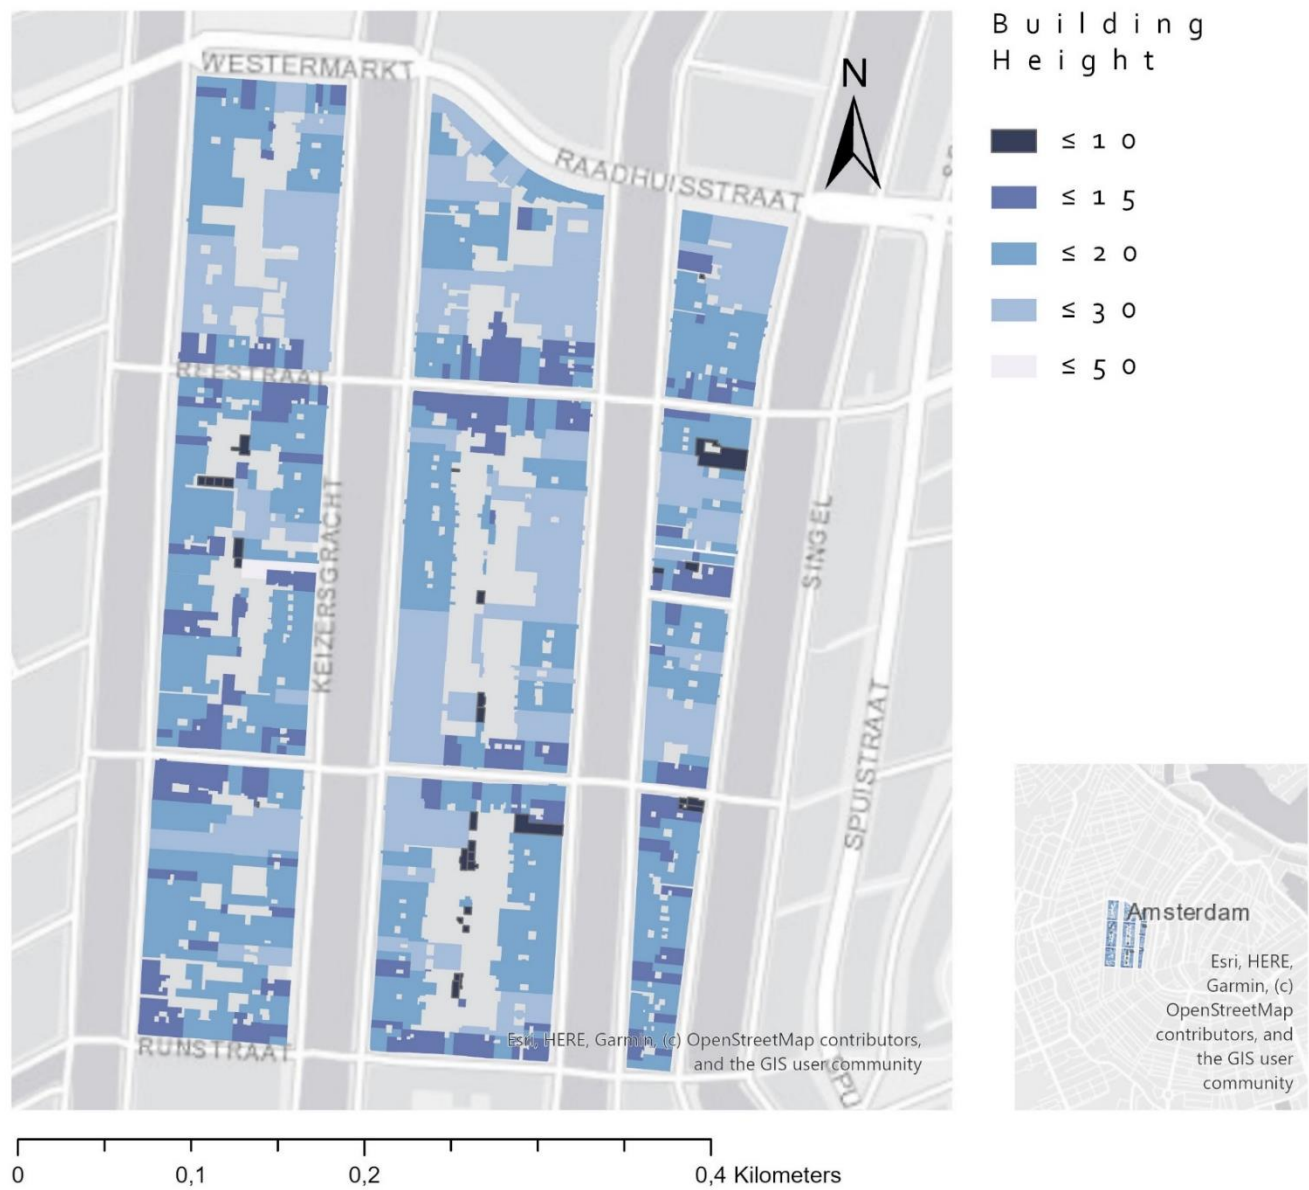 Building
Height
≤ 10
≤ 15
≤ 20
≤ 30
≤ 50
N
WESTERMARKT
RAADHUISSTRAAT
REESTRAAT
KEIZERSGRACHT
SINGEL
SPUISTRAAT
RUNSTRAAT
SPU
Esri, HERE, Garmin, (c) OpenStreetMap contributors,
and the GIS user community
Amsterdam
Esri, HERE,
Garmin, (c)
OpenStreetMap
contributors, and
the GIS user
community
0 0,1 0,2 0,4 Kilometers